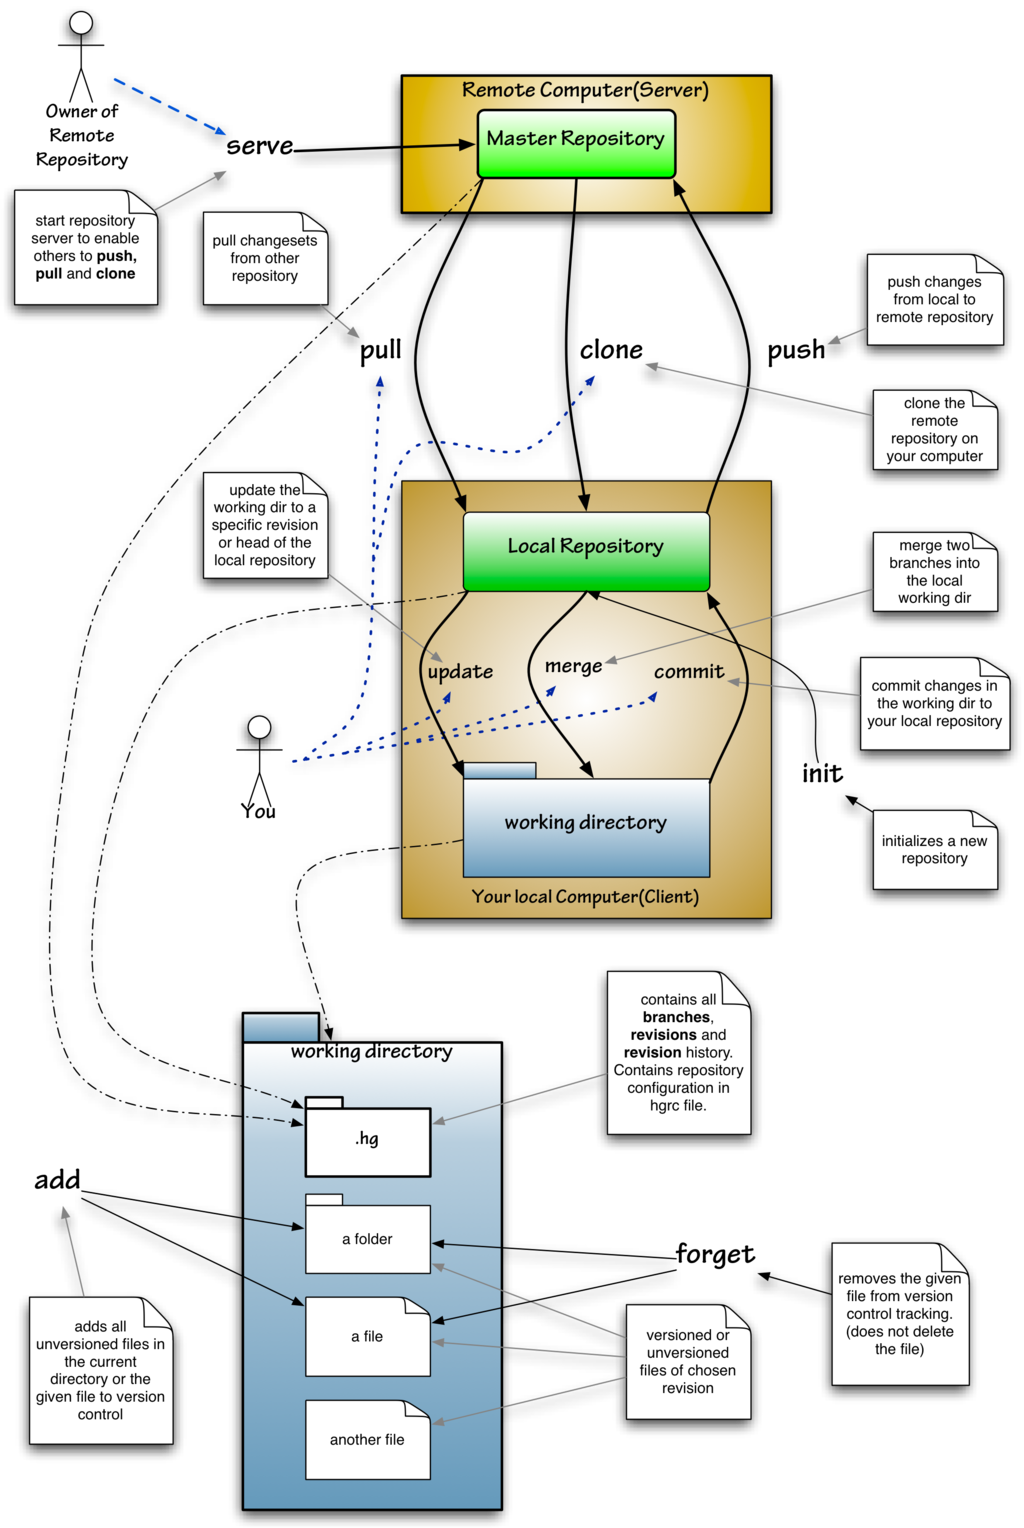 Owner of
Remote
Repository
Remote Computer(Server)
Master Repository
serve
start repository
server to enable
others to push,
pull and clone
pull changesets
from other
repository
push changes
from local to
remote repository
pull
clone
push
clone the
remote
repository on
your computer
update the
working dir to a
specific revision
or head of the
local repository
Local Repository
merge two
branches into
the local
working dir
update
merge
commit
commit changes in
the working dir to
your local repository
You
init
working directory
initializes a new
repository
Your local Computer(Client)
contains all
branches,
revisions and
revision history.
Contains repository
configuration in
hgrc file.
working directory
.hg
add
a folder
forget
removes the given
file from version
control tracking.
(does not delete
the file)
adds all
unversioned files in
the current
directory or the
given file to version
control
a file
versioned or
unversioned
files of chosen
revision
another file